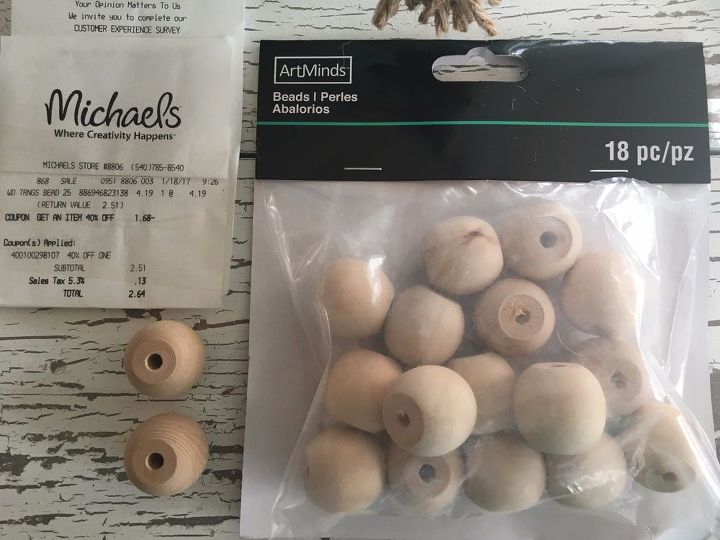 Your Opinion Matters To Us
We invite you to complete our
CUSTOMER EXPERIENCE SURVEY
Michaels
Where Creativity Happens™
MICHAELS STORE #8806 (540)785-8540
868 SALE 0951 8806 003 1/18/17 9:26
WD TRNGS BEAD 25 886946823138 4.19 1 @ 4.19
(RETURN VALUE 2.51)
COUPON GET AN ITEM 40% OFF 1.68-
Coupon(s) Applied:
400100298107 40% OFF ONE
SUBTOTAL 2.51
Sales Tax 5.3% .13
TOTAL 2.64
ArtMinds
Beads | Perles
Abalorios
18 pc/pz